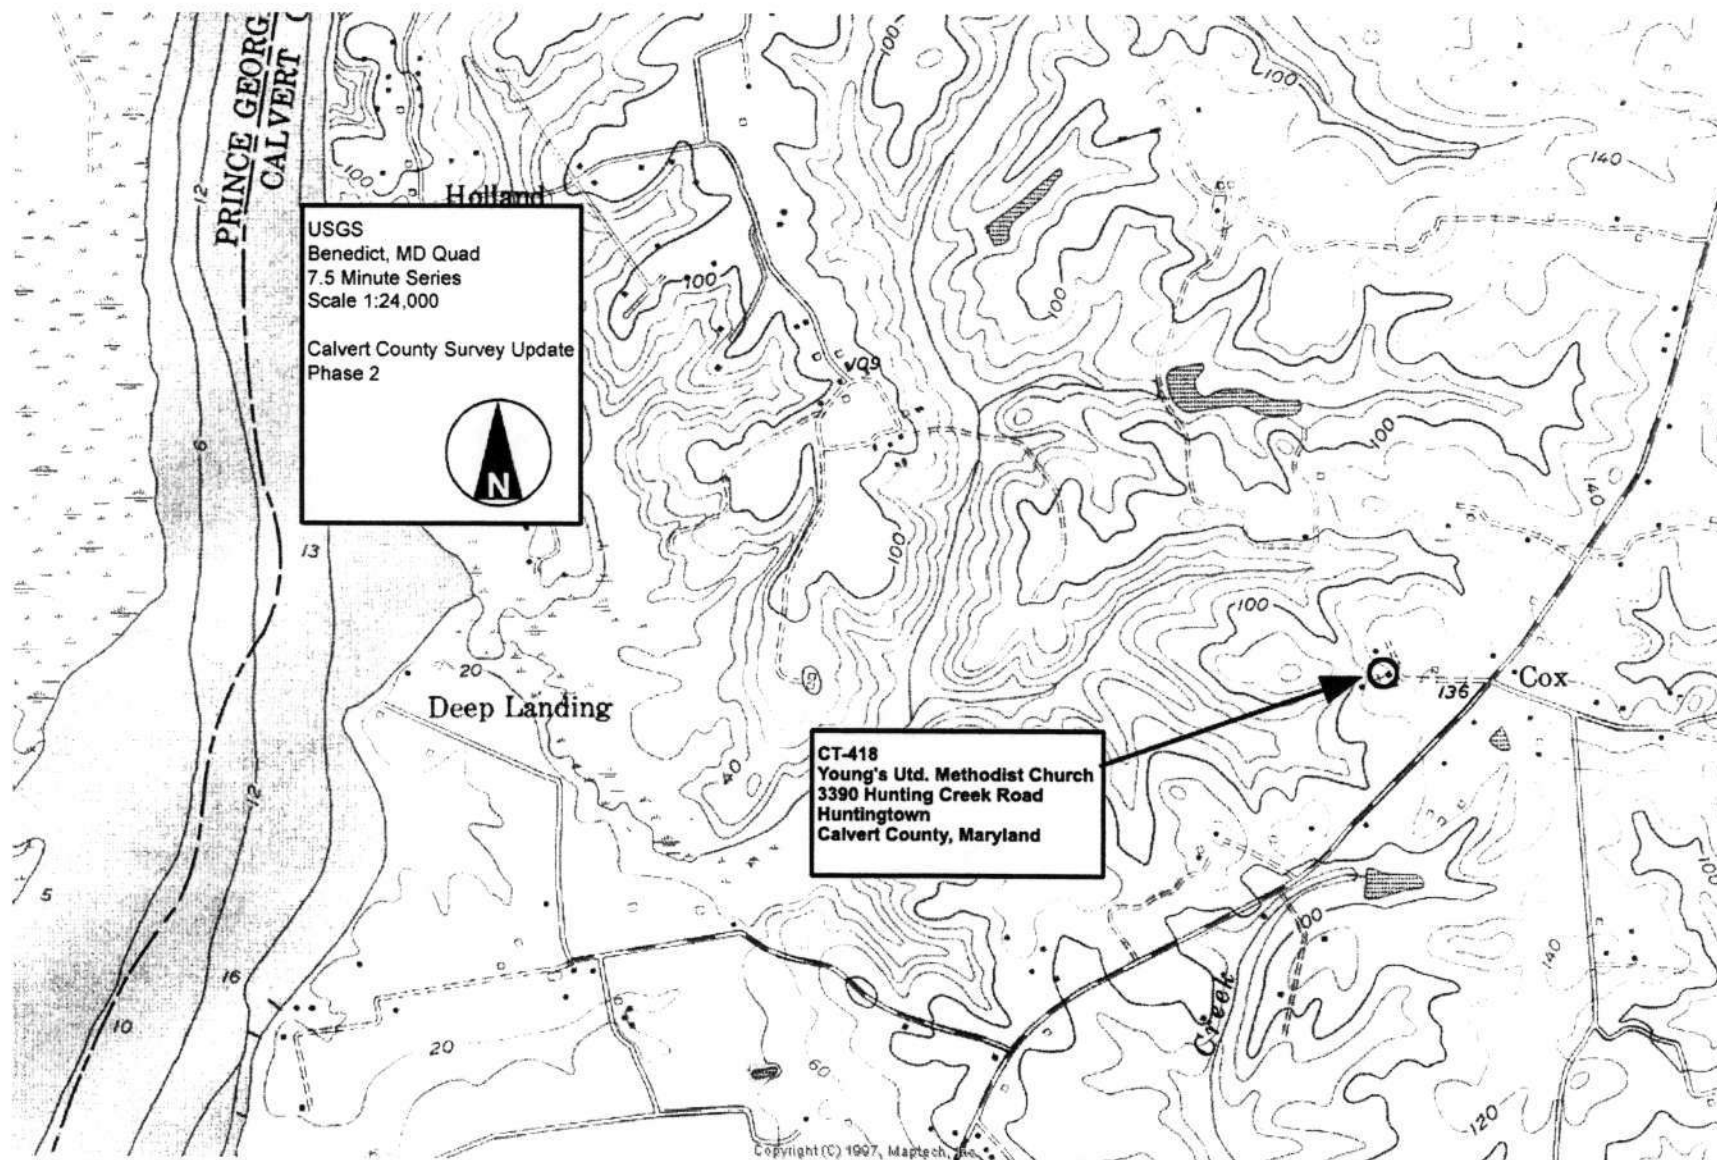 PRINCE GEORG
CALVERT
100
100
100
140
12
Holland
USGS
Benedict, MD Quad
7.5 Minute Series
Scale 1:24,000
Calvert County Survey Update
Phase 2
N
100
100
100
109
100
6
140
13
100
100
20
Deep Landing
136
Cox
40
12
CT-418
Young's Utd. Methodist Church
3390 Hunting Creek Road
Huntingtown
Calvert County, Maryland
5
100
100
140
16
Creek
10
20
60
120
Copyright (C) 1997, Maptech, Inc.